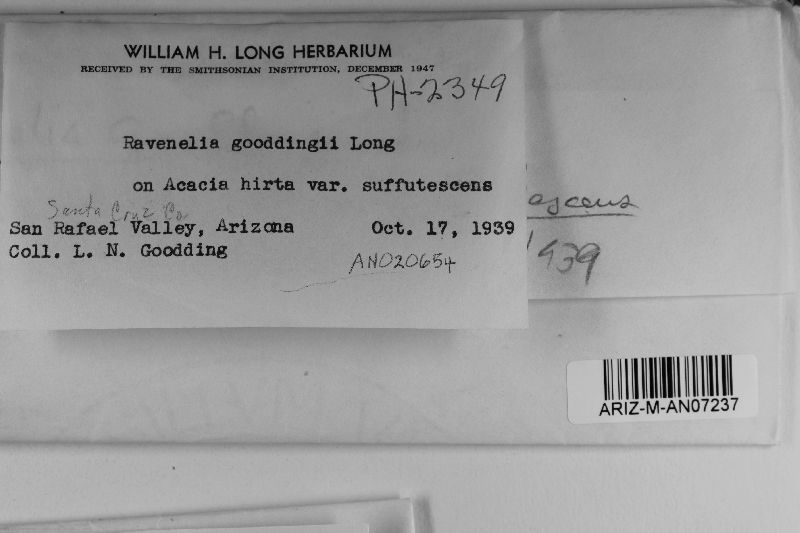 WILLIAM H. LONG HERBARIUM
RECEIVED BY THE SMITHSONIAN INSTITUTION, DECEMBER 1947
PH-2349
Ravenelia gooddingii Long
on Acacia hirta var. suffutescens
Santa Cruz Co
San Rafael Valley, Arizona Oct. 17, 1939
Coll. L. N. Goodding
AN020654
1939
ARIZ-M-AN07237